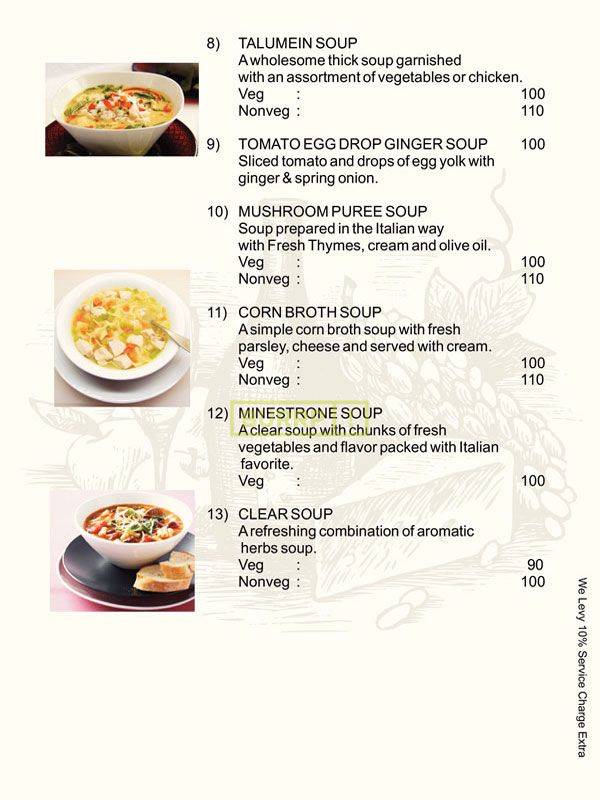 8) TALUMEIN SOUP
A wholesome thick soup garnished
with an assortment of vegetables or chicken.
Veg : 100
Nonveg : 110
9) TOMATO EGG DROP GINGER SOUP 100
Sliced tomato and drops of egg yolk with
ginger & spring onion.
10) MUSHROOM PUREE SOUP
Soup prepared in the Italian way
with Fresh Thymes, cream and olive oil.
Veg : 100
Nonveg : 110
11) CORN BROTH SOUP
A simple corn broth soup with fresh
parsley, cheese and served with cream.
Veg : 100
Nonveg : 110
12) MINESTRONE SOUP
A clear soup with chunks of fresh
vegetables and flavor packed with Italian
favorite.
Veg : 100
13) CLEAR SOUP
A refreshing combination of aromatic
herbs soup.
Veg : 90
Nonveg : 100
We Levy 10% Service Charge Extra